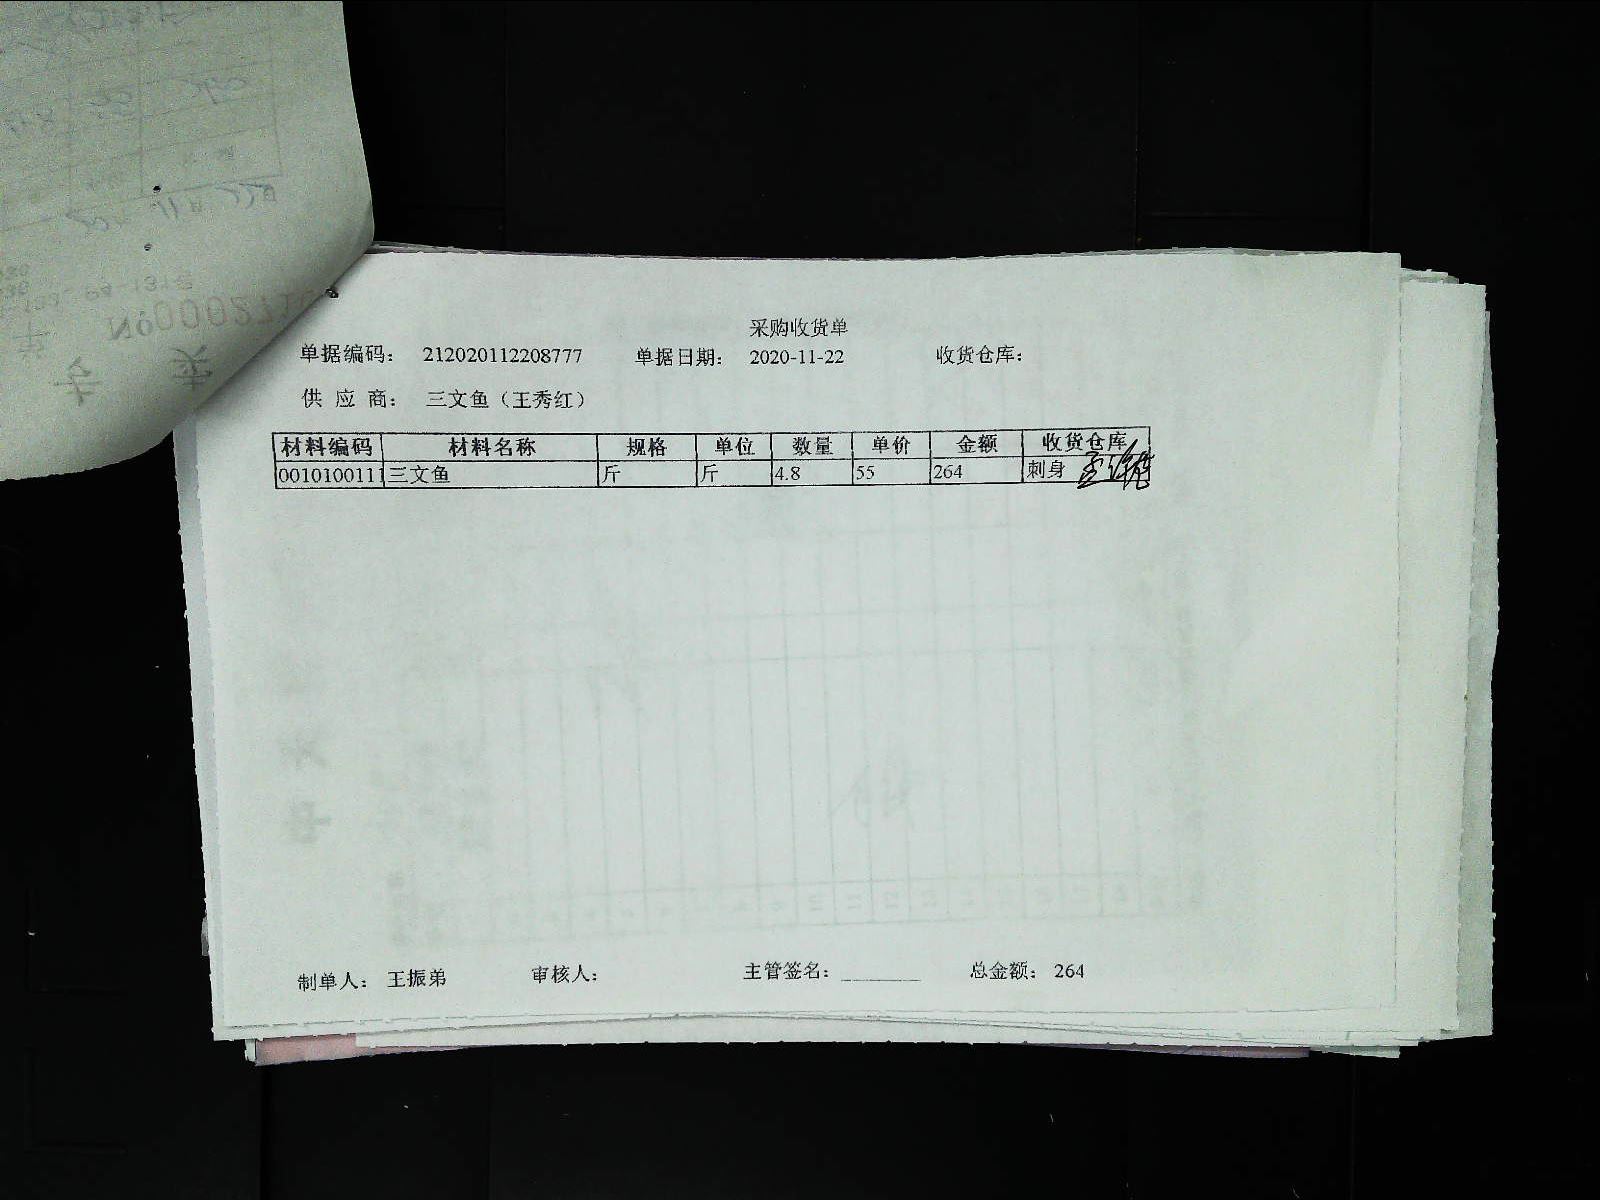 采购收货单
单据编码： 212020112208777 单据日期： 2020-11-22 收货仓库：
供 应 商： 三文鱼（王秀红）
材料编码 材料名称 规格 单位 数量 单价 金额 收货仓库
0010100111 三文鱼 斤 斤 4.8 55 264 刺身
制单人： 王振弟 审核人： 主管签名： 总金额： 264